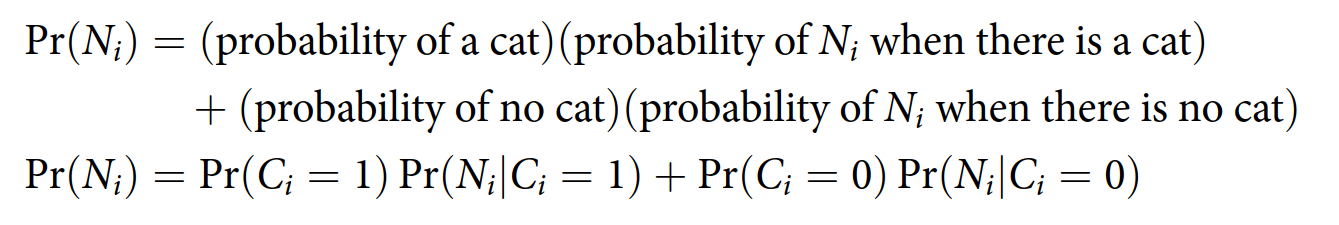 Pr(Nᵢ) = (probability of a cat)(probability of Nᵢ when there is a cat)
+ (probability of no cat)(probability of Nᵢ when there is no cat)
Pr(Nᵢ) = Pr(Cᵢ = 1) Pr(Nᵢ|Cᵢ = 1) + Pr(Cᵢ = 0) Pr(Nᵢ|Cᵢ = 0)